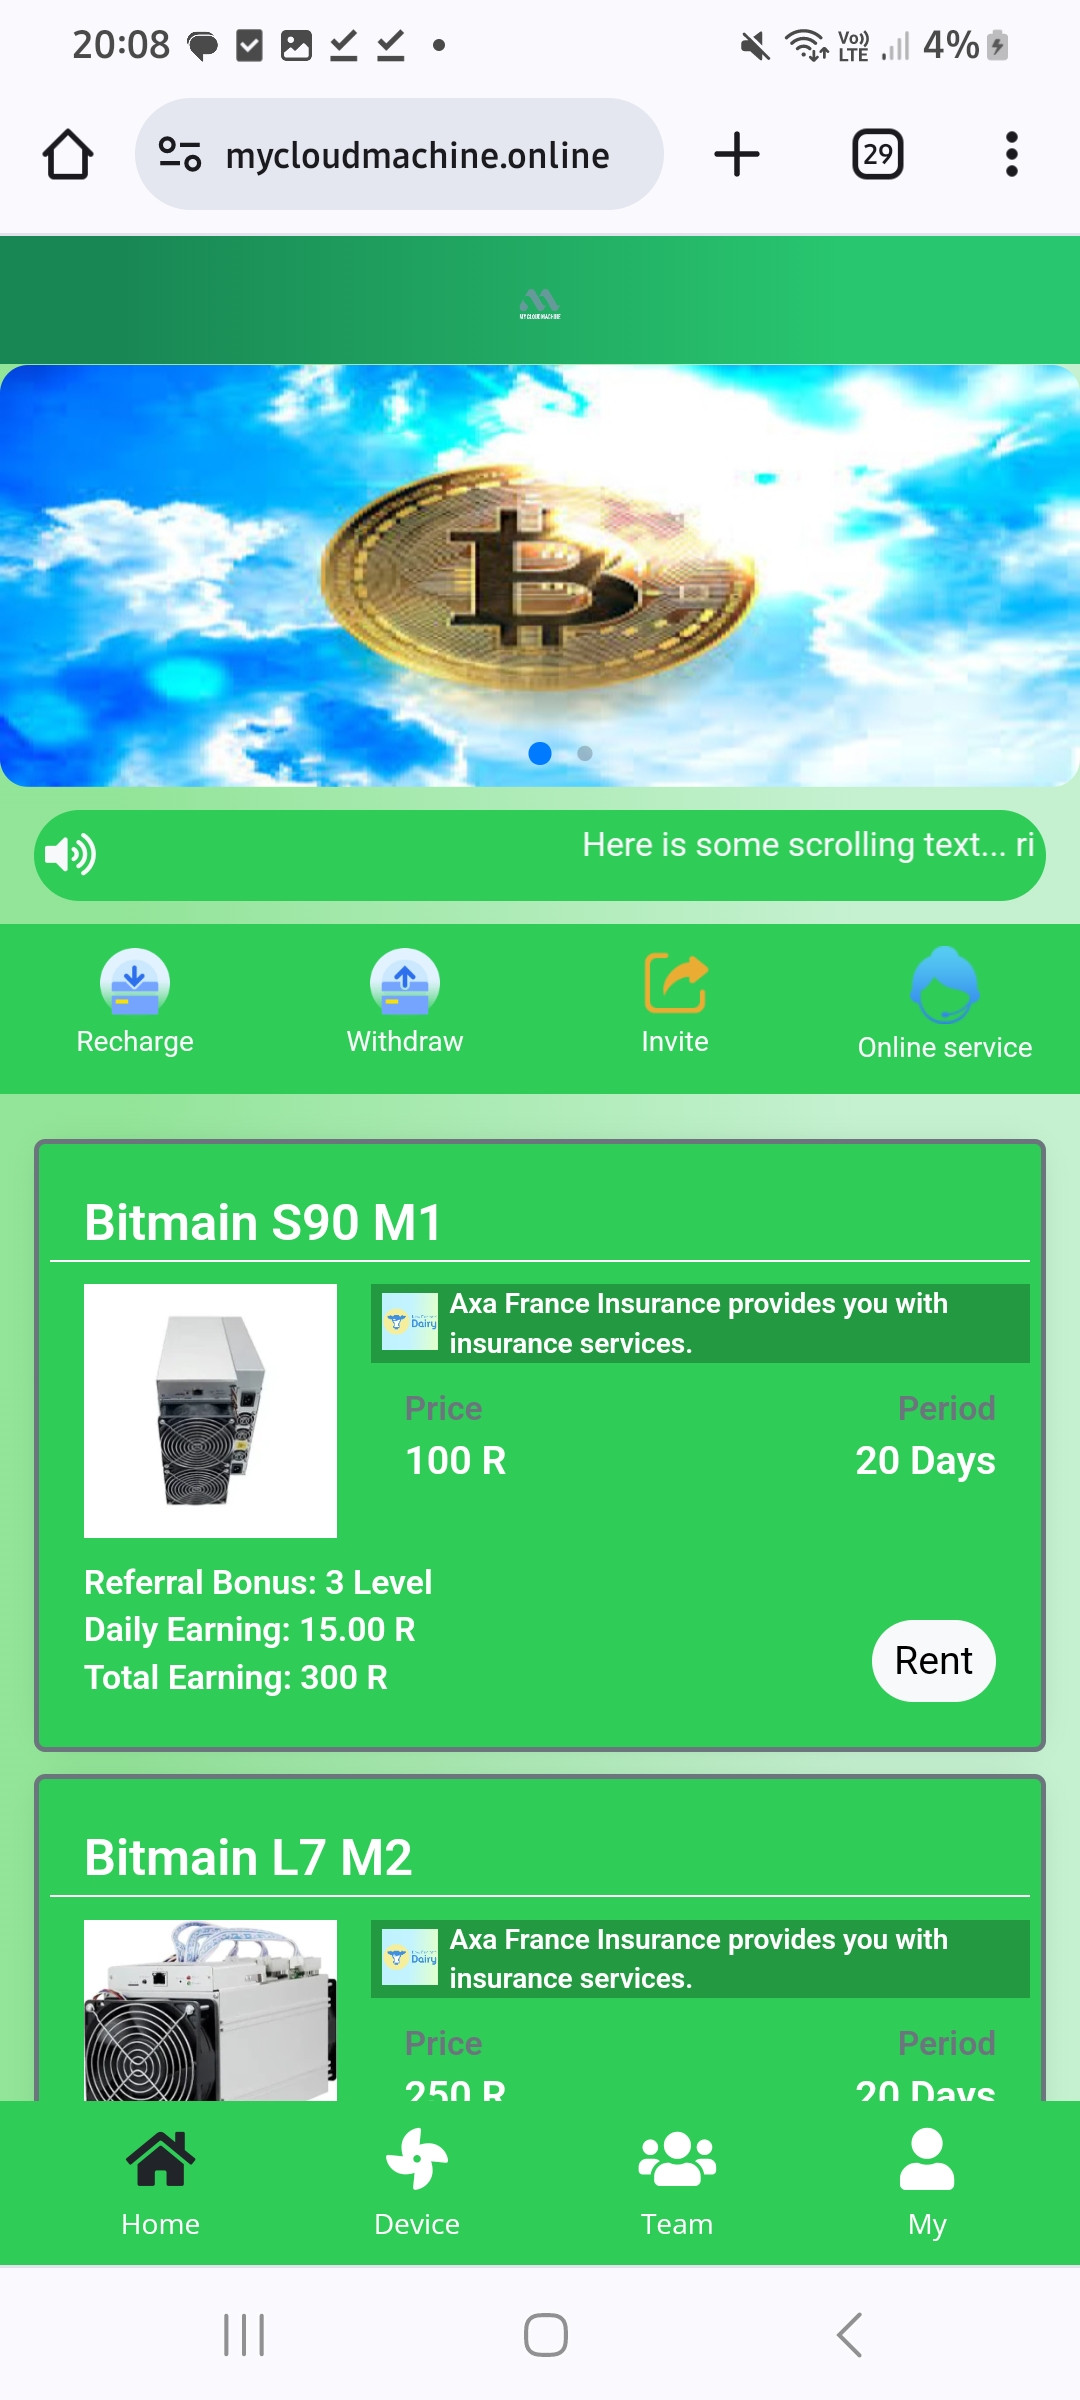 20:08
Vo))
LTE
4%
mycloudmachine.online
29
MYCLOUDMACHINE
Here is some scrolling text... ri
Recharge
Withdraw
Invite
Online service
Bitmain S90 M1
Dairy
Axa France Insurance provides you with
insurance services.
Price
Period
100 R
20 Days
Referral Bonus: 3 Level
Daily Earning: 15.00 R
Total Earning: 300 R
Rent
Bitmain L7 M2
Dairy
Axa France Insurance provides you with
insurance services.
Price
Period
250 R
20 Days
Home
Device
Team
My